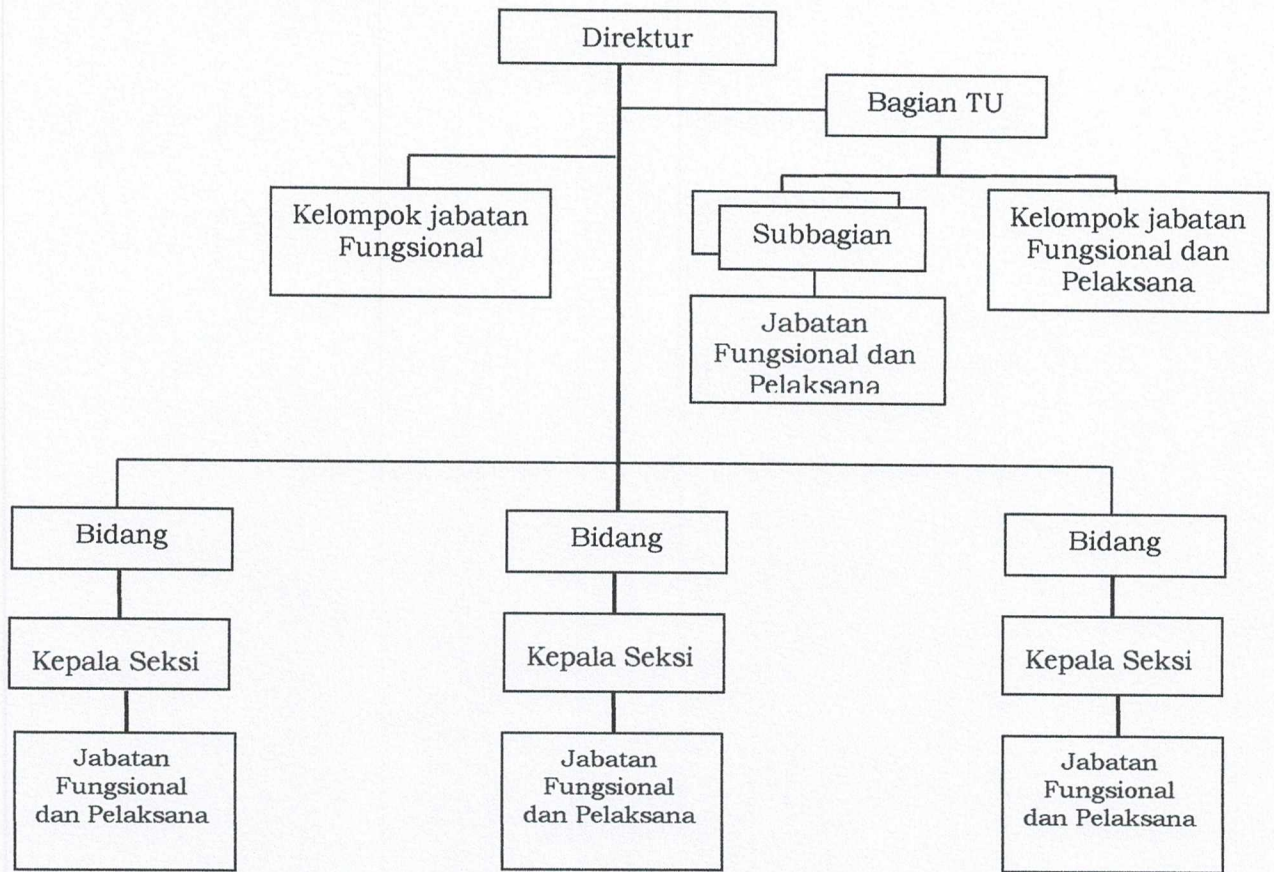 Direktur
Bagian TU
Kelompok jabatan
Fungsional
Subbagian
Kelompok jabatan
Fungsional dan
Pelaksana
Jabatan
Fungsional dan
Pelaksana
Bidang
Bidang
Bidang
Kepala Seksi
Kepala Seksi
Kepala Seksi
Jabatan
Fungsional
dan Pelaksana
Jabatan
Fungsional
dan Pelaksana
Jabatan
Fungsional
dan Pelaksana